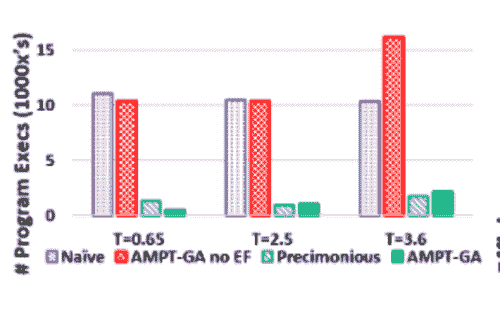 # Program Execs (1000x's)
15
10
5
0
T=0.65 T=2.5 T=3.6
Naïve AMPT-GA no EF Precimonious AMPT-GA